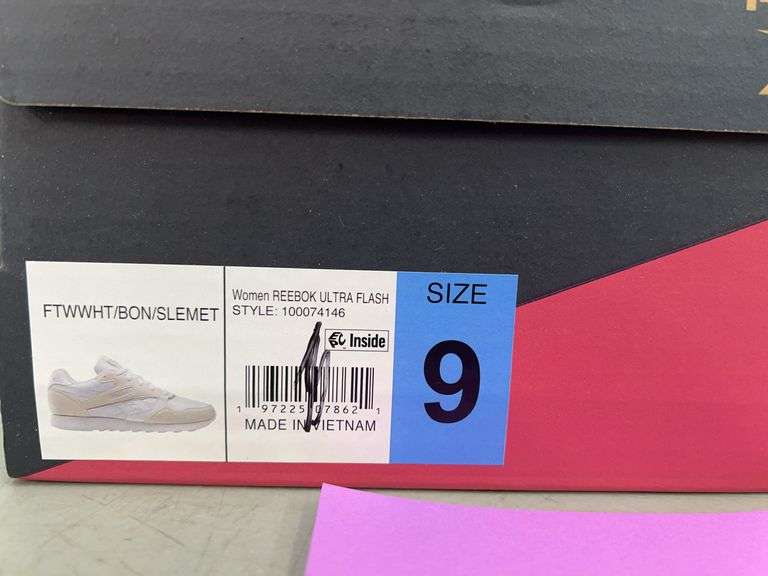 FTWWHT/BON/SLEMET
Women REEBOK ULTRA FLASH
STYLE: 100074146
Inside
1 97225 07862 1
MADE IN VIETNAM
SIZE
9